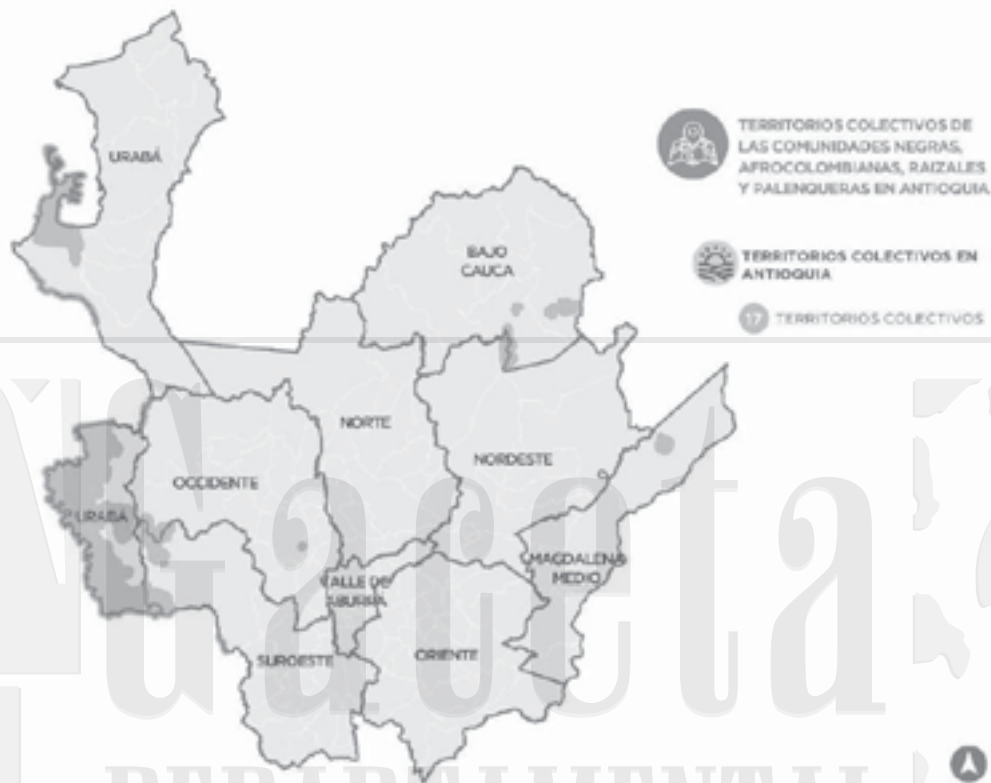 URABÁ
TERRITORIOS COLECTIVOS DE
LAS COMUNIDADES NEGRAS,
AFROCOLOMBIANAS, RAIZALES
Y PALENQUERAS EN ANTIOQUIA
BAJO
CAUCA
TERRITORIOS COLECTIVOS EN
ANTIOQUIA
17 TERRITORIOS COLECTIVOS
NORTE
NORDESTE
OCCIDENTE
URABÁ
MAGDALENA
MEDIO
VALLE DE
ABURRÁ
ORIENTE
SUROESTE
Gaceta
DEPARTAMENTAL